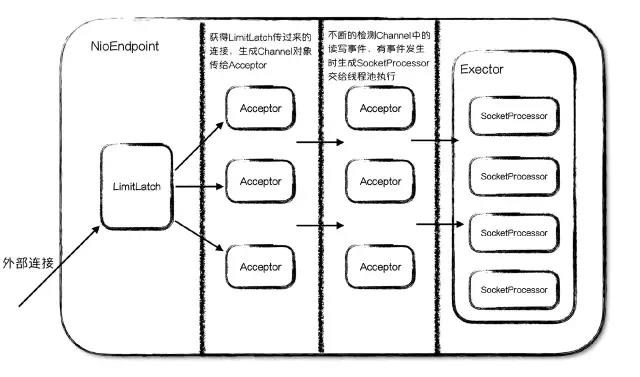 NioEndpoint
外部连接
LimitLatch
获得LimitLatch传过来的
连接，生成Channel对象
传给Acceptor
Acceptor
Acceptor
Acceptor
不断的检测Channel中的
读写事件，有事件发生
时生成SocketProcessor
交给线程池执行
Acceptor
Acceptor
Acceptor
Exector
SocketProcessor
SocketProcessor
SocketProcessor
SocketProcessor